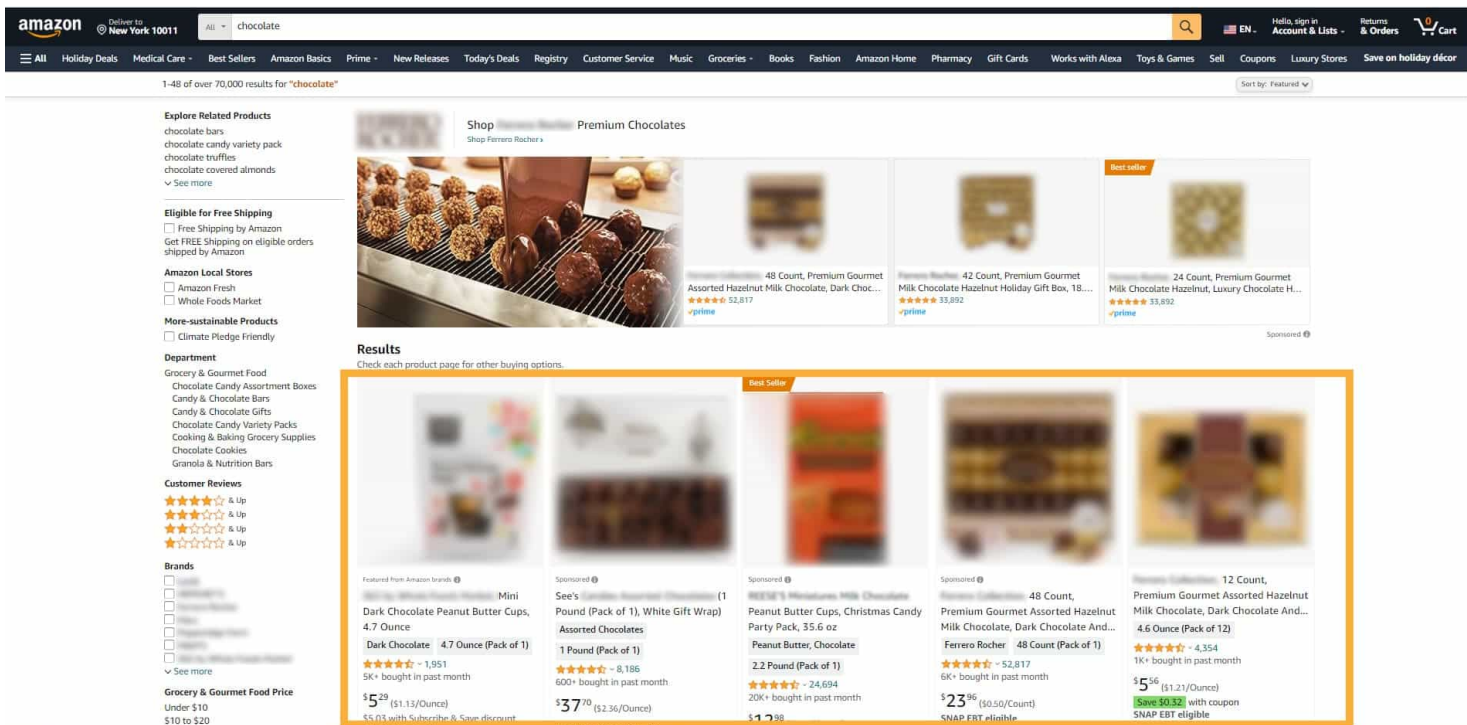 amazon
Deliver to
New York 10011
All
chocolate
EN
Hello, sign in
Account & Lists
Returns
& Orders
0
Cart
All
Holiday Deals
Medical Care
Best Sellers
Amazon Basics
Prime
New Releases
Today's Deals
Registry
Customer Service
Music
Groceries
Books
Fashion
Amazon Home
Pharmacy
Gift Cards
Works with Alexa
Toys & Games
Sell
Coupons
Luxury Stores
Save on holiday décor
1-48 of over 70,000 results for "chocolate"
Sort by: Featured
Explore Related Products
chocolate bars
chocolate candy variety pack
chocolate truffles
chocolate covered almonds
See more
Eligible for Free Shipping
Free Shipping by Amazon
Get FREE Shipping on eligible orders
shipped by Amazon
Amazon Local Stores
Amazon Fresh
Whole Foods Market
More-sustainable Products
Climate Pledge Friendly
Department
Grocery & Gourmet Food
Chocolate Candy Assortment Boxes
Candy & Chocolate Bars
Candy & Chocolate Gifts
Chocolate Candy Variety Packs
Cooking & Baking Grocery Supplies
Chocolate Cookies
Granola & Nutrition Bars
Customer Reviews
& Up
& Up
& Up
& Up
Brands
See more
Grocery & Gourmet Food Price
Under $10
$10 to $20
Shop Premium Chocolates
Shop Ferrero Rocher ›
48 Count, Premium Gourmet
Assorted Hazelnut Milk Chocolate, Dark Choc...
52,817
prime
42 Count, Premium Gourmet
Milk Chocolate Hazelnut Holiday Gift Box, 18....
33,892
prime
Best seller
24 Count, Premium Gourmet
Milk Chocolate Hazelnut, Luxury Chocolate H...
33,892
prime
Sponsored
Results
Check each product page for other buying options.
Featured from Amazon brands
Mini
Dark Chocolate Peanut Butter Cups,
4.7 Ounce
Dark Chocolate
4.7 Ounce (Pack of 1)
1,951
5K+ bought in past month
$5.29 ($1.13/Ounce)
$5.03 with Subscribe & Save discount
Sponsored
See's (1
Pound (Pack of 1), White Gift Wrap)
Assorted Chocolates
1 Pound (Pack of 1)
8,186
600+ bought in past month
$37.70 ($2.36/Ounce)
Best Seller
Sponsored
Peanut Butter Cups, Christmas Candy
Party Pack, 35.6 oz
Peanut Butter, Chocolate
2.2 Pound (Pack of 1)
24,694
20K+ bought in past month
$12.98
Sponsored
48 Count,
Premium Gourmet Assorted Hazelnut
Milk Chocolate, Dark Chocolate And...
Ferrero Rocher
48 Count (Pack of 1)
52,817
6K+ bought in past month
$23.96 ($0.50/Count)
SNAP EBT eligible
12 Count,
Premium Gourmet Assorted Hazelnut
Milk Chocolate, Dark Chocolate And...
4.6 Ounce (Pack of 12)
4,354
1K+ bought in past month
$5.56 ($1.21/Ounce)
Save $0.32 with coupon
SNAP EBT eligible